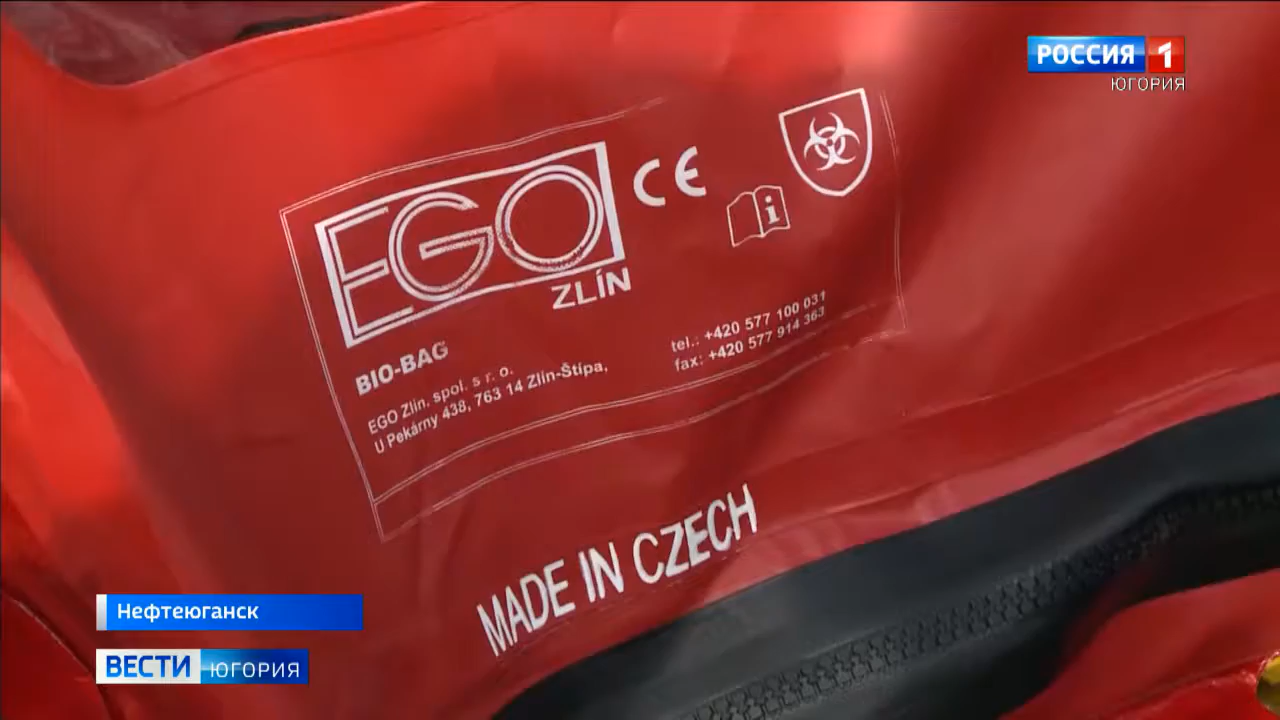 РОССИЯ 1
ЮГОРИЯ
EGO
ZLÍN
CE
i
BIO-BAG
EGO Zlín, spol. s r. o.
U Pekárny 438, 763 14 Zlín-Štípa,
tel.: +420 577 100 031
fax: +420 577 914 363
MADE IN CZECH
Нефтеюганск
ВЕСТИ ЮГОРИЯ